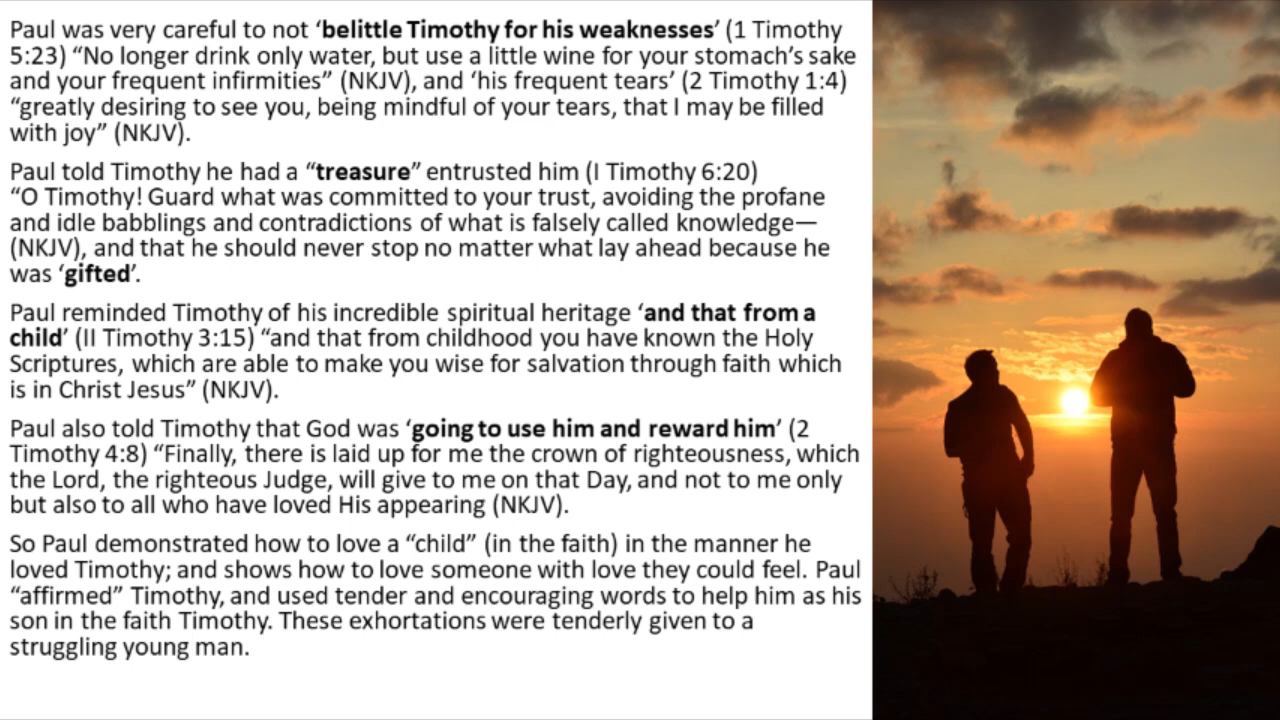 Paul was very careful to not ‘belittle Timothy for his weaknesses’ (1 Timothy
5:23) “No longer drink only water, but use a little wine for your stomach’s sake
and your frequent infirmities” (NKJV), and ‘his frequent tears’ (2 Timothy 1:4)
“greatly desiring to see you, being mindful of your tears, that I may be filled
with joy” (NKJV).
Paul told Timothy he had a “treasure” entrusted him (I Timothy 6:20)
“O Timothy! Guard what was committed to your trust, avoiding the profane
and idle babblings and contradictions of what is falsely called knowledge—
(NKJV), and that he should never stop no matter what lay ahead because he
was ‘gifted’.
Paul reminded Timothy of his incredible spiritual heritage ‘and that from a
child’ (II Timothy 3:15) “and that from childhood you have known the Holy
Scriptures, which are able to make you wise for salvation through faith which
is in Christ Jesus” (NKJV).
Paul also told Timothy that God was ‘going to use him and reward him’ (2
Timothy 4:8) “Finally, there is laid up for me the crown of righteousness, which
the Lord, the righteous Judge, will give to me on that Day, and not to me only
but also to all who have loved His appearing (NKJV).
So Paul demonstrated how to love a “child” (in the faith) in the manner he
loved Timothy; and shows how to love someone with love they could feel. Paul
“affirmed” Timothy, and used tender and encouraging words to help him as his
son in the faith Timothy. These exhortations were tenderly given to a
struggling young man.